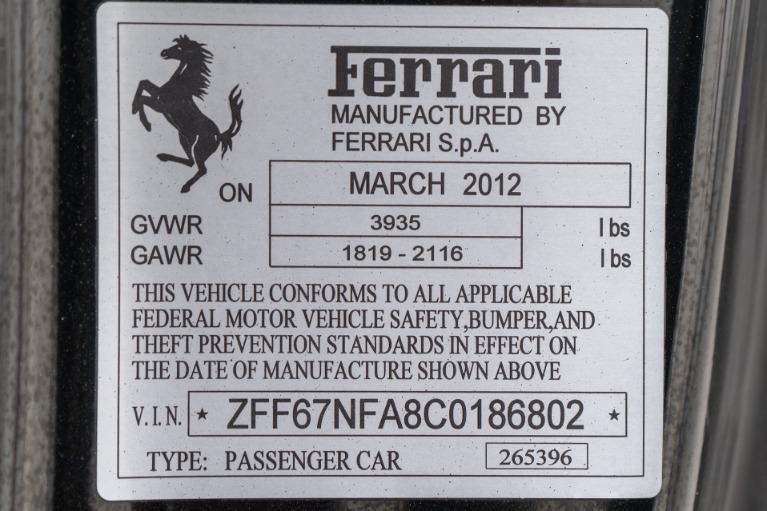 Ferrari
MANUFACTURED BY
FERRARI S.p.A.
ON MARCH 2012
GVWR 3935 lbs
GAWR 1819 - 2116 lbs
THIS VEHICLE CONFORMS TO ALL APPLICABLE
FEDERAL MOTOR VEHICLE SAFETY,BUMPER,AND
THEFT PREVENTION STANDARDS IN EFFECT ON
THE DATE OF MANUFACTURE SHOWN ABOVE
V.I.N. ★ ZFF67NFA8C0186802 ★
TYPE: PASSENGER CAR 265396